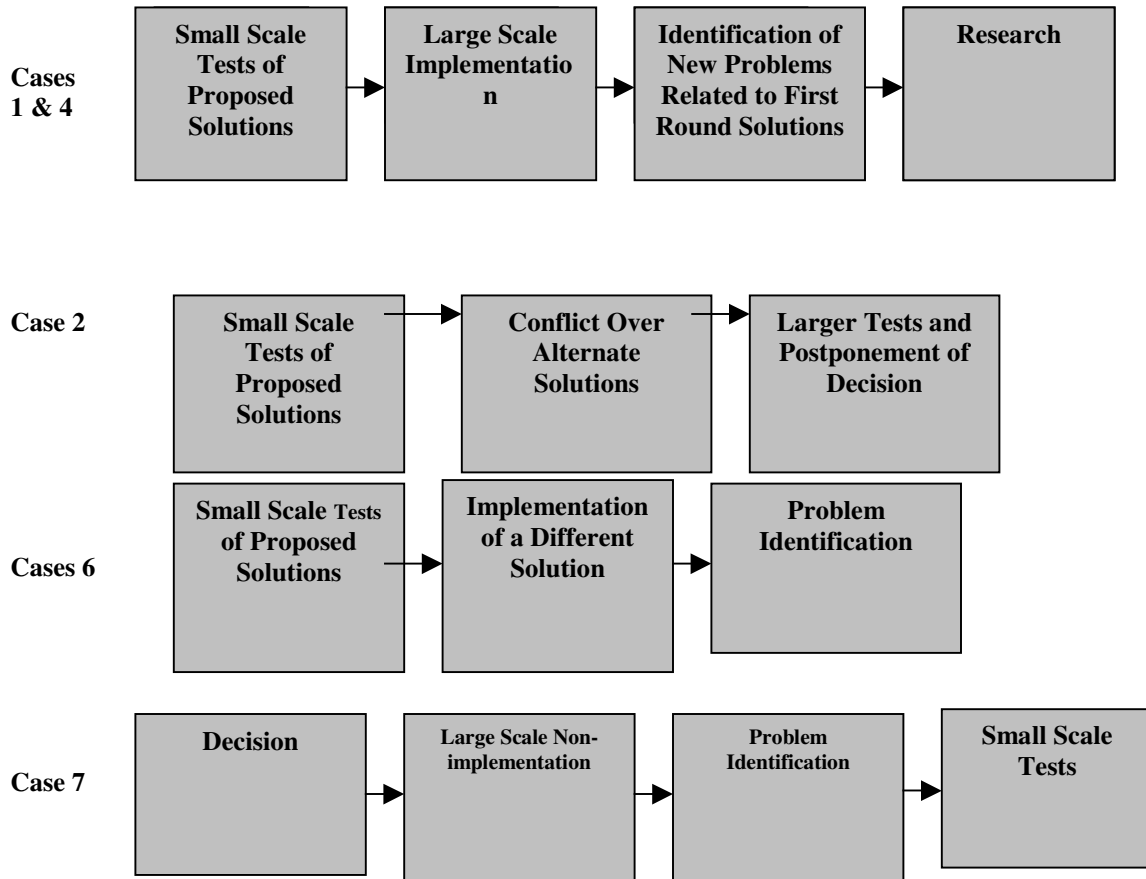 Cases
1 & 4
Small Scale
Tests of
Proposed
Solutions
Large Scale
Implementatio
n
Identification of
New Problems
Related to First
Round Solutions
Research
Case 2
Small Scale
Tests of
Proposed
Solutions
Conflict Over
Alternate
Solutions
Larger Tests and
Postponement of
Decision
Cases 6
Small Scale Tests
of Proposed
Solutions
Implementation
of a Different
Solution
Problem
Identification
Case 7
Decision
Large Scale Non-
implementation
Problem
Identification
Small Scale
Tests